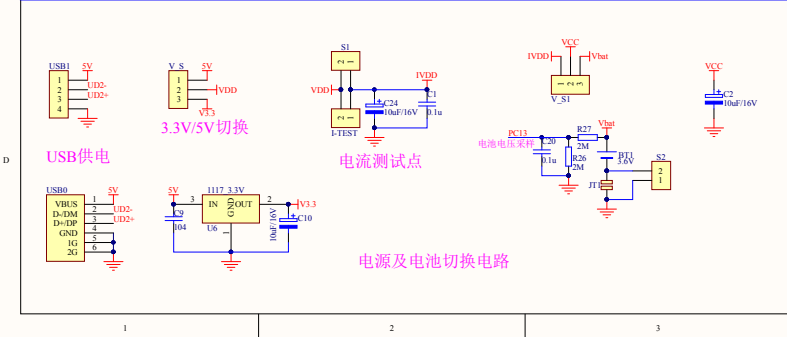 USB1
5V
1
2
3
4
UD2-
UD2+
USB供电
V_S
5V
1
2
3
VDD
V3.3
3.3V/5V切换
S1
2 1
VDD
IVDD
C24
10uF/16V
C1
0.1u
2 1
I-TEST
电流测试点
VCC
IVDD
Vbat
1 2 3
V_S1
VCC
C2
10uF/16V
PC13
电池电压采样
C20
0.1u
R26
2M
R27
2M
Vbat
BT1
3.6V
JT1
S2
2
1
D
USB0
5V
VBUS 1
D-/DM 2
D+/DP 3
GND 4
1G 5
2G 6
UD2-
UD2+
5V
C9
104
1117_3.3V
3 IN GND OUT 2
1
U6
V3.3
C10
10uF/16V
电源及电池切换电路
1
2
3